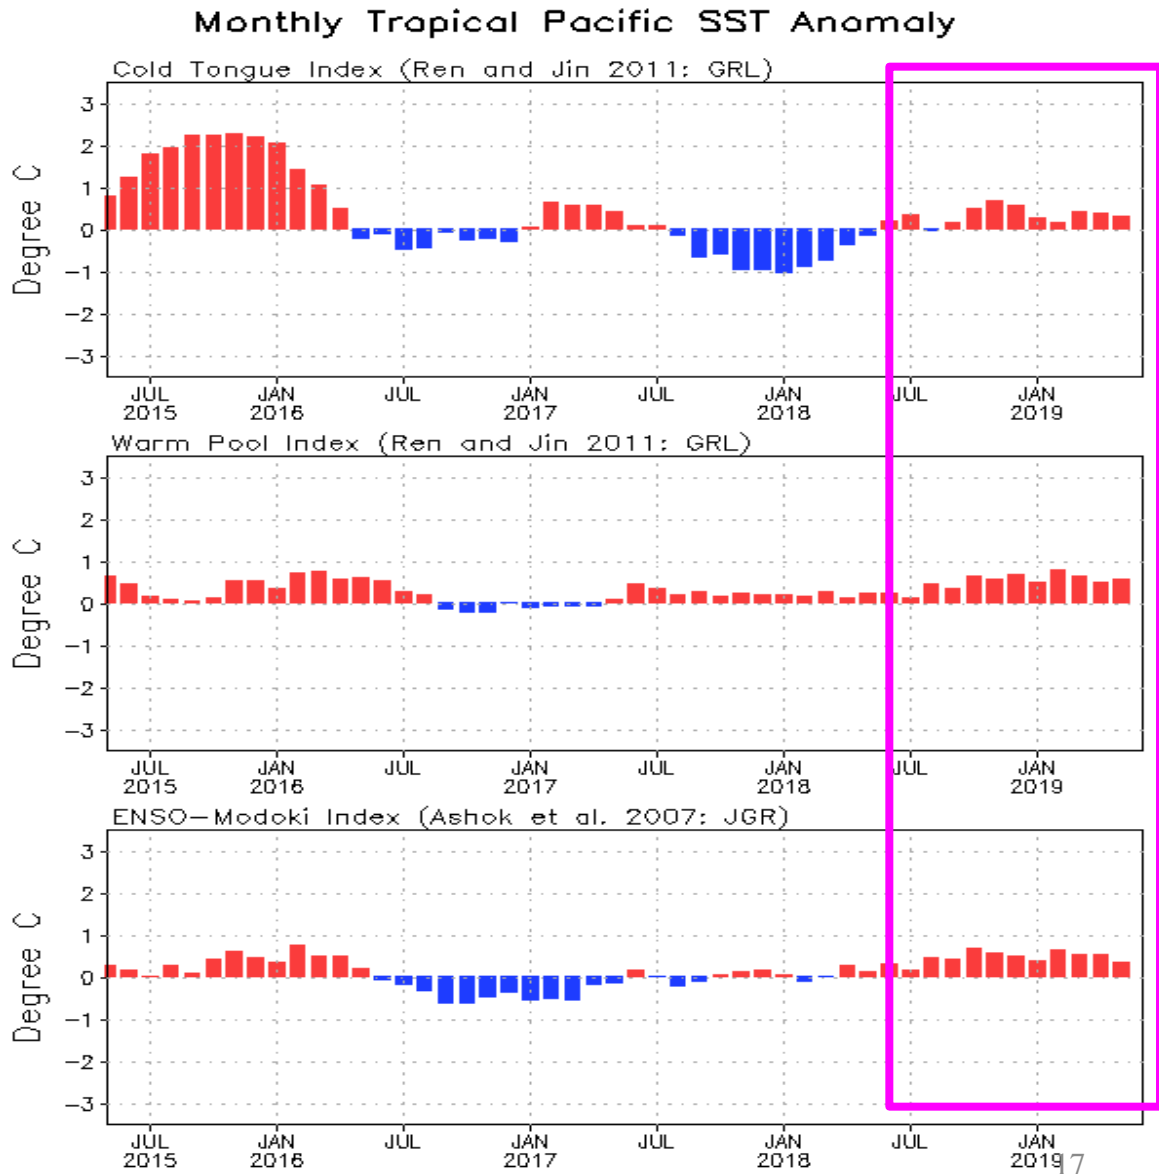 Monthly Tropical Pacific SST Anomaly
Cold Tongue Index (Ren and Jin 2011: GRL)
Degree C
3
2
1
0
−1
−2
−3
JUL JAN JUL JAN JUL JAN JUL JAN
2015 2016 2017 2018 2019
Warm Pool Index (Ren and Jin 2011: GRL)
Degree C
3
2
1
0
−1
−2
−3
JUL JAN JUL JAN JUL JAN JUL JAN
2015 2016 2017 2018 2019
ENSO−Modoki Index (Ashok et al. 2007: JGR)
Degree C
3
2
1
0
−1
−2
−3
JUL JAN JUL JAN JUL JAN JUL JAN
2015 2016 2017 2018 2019
17